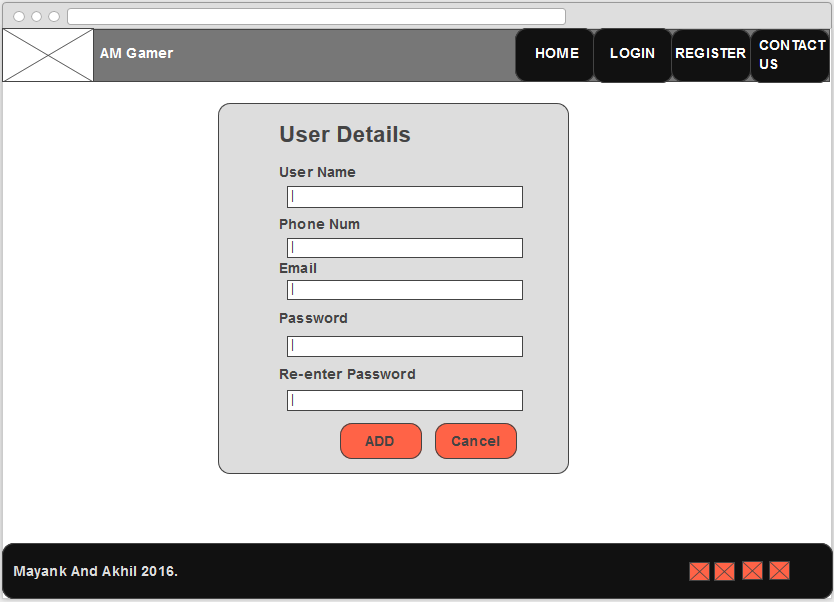 AM Gamer
HOME
LOGIN
REGISTER
CONTACT
US
User Details
User Name
Phone Num
Email
Password
Re-enter Password
ADD
Cancel
Mayank And Akhil 2016.